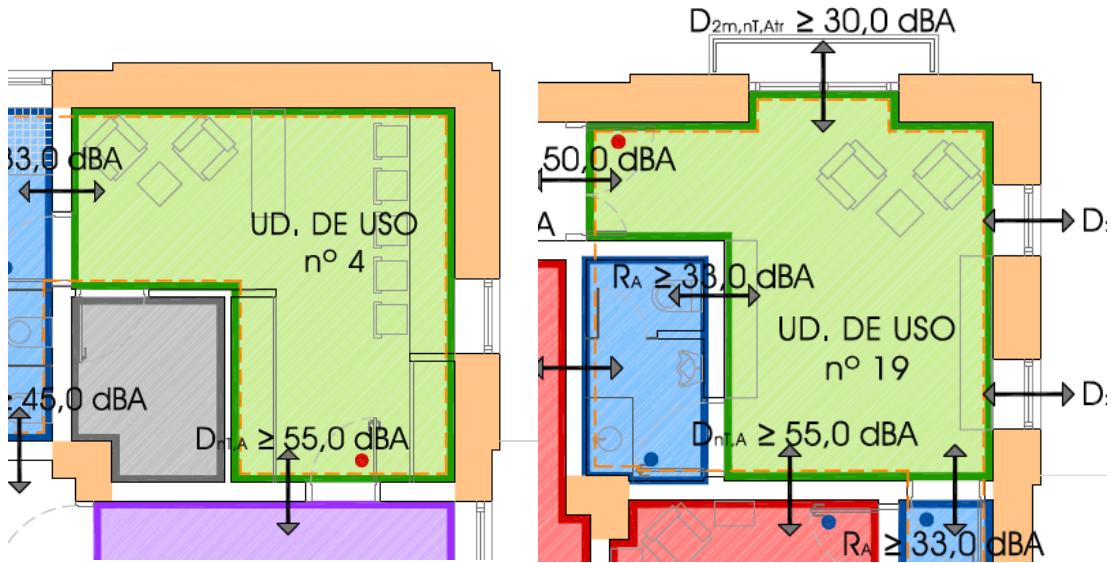 D2m,nT,Atr ≥ 30,0 dBA
33,0 dBA
50,0 dBA
UD. DE USO
nº 4
A
D
RA ≥ 33,0 dBA
UD. DE USO
nº 19
≥ 45,0 dBA
DnT,A ≥ 55,0 dBA
DnT,A ≥ 55,0 dBA
D
RA ≥ 33,0 dBA